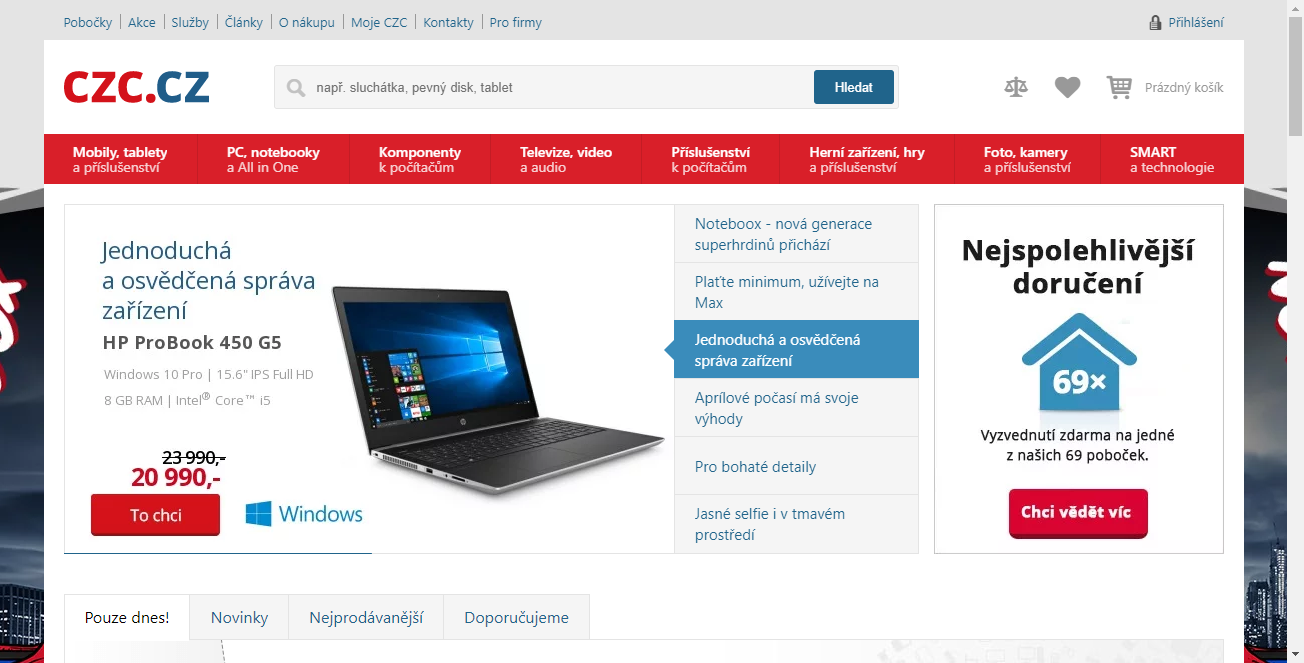 Pobočky Akce Služby Články O nákupu Moje CZC Kontakty Pro firmy Přihlášení
CZC.CZ
např. sluchátka, pevný disk, tablet
Hledat
Prázdný košík
Mobily, tablety
a příslušenství
PC, notebooky
a All in One
Komponenty
k počítačům
Televize, video
a audio
Příslušenství
k počítačům
Herní zařízení, hry
a příslušenství
Foto, kamery
a příslušenství
SMART
a technologie
Jednoduchá
a osvědčená správa
zařízení
HP ProBook 450 G5
Windows 10 Pro | 15.6" IPS Full HD
8 GB RAM | Intel® Core™ i5
23 990,-
20 990,-
To chci
Windows
Noteboox - nová generace
superhrdinů přichází
Plaťte minimum, užívejte na
Max
Jednoduchá a osvědčená
správa zařízení
Aprílové počasí má svoje
výhody
Pro bohaté detaily
Jasné selfie i v tmavém
prostředí
Nejspolehlivější
doručení
69×
Vyzvednutí zdarma na jedné
z našich 69 poboček.
Chci vědět víc
Pouze dnes! Novinky Nejprodávanější Doporučujeme